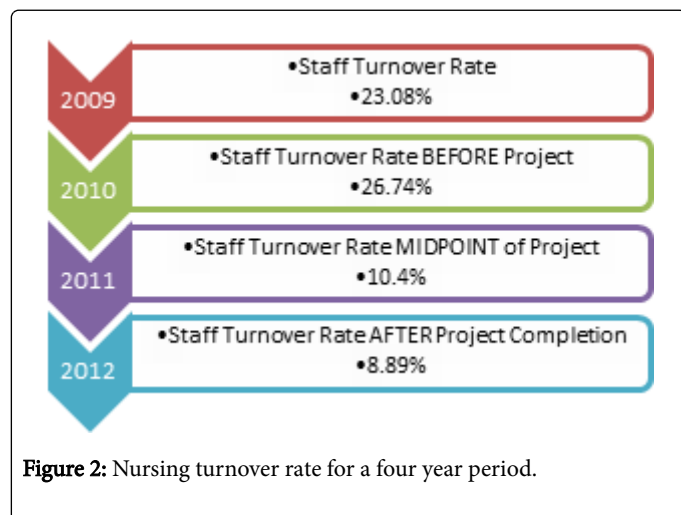 2009
•Staff Turnover Rate
•23.08%
2010
•Staff Turnover Rate BEFORE Project
•26.74%
2011
•Staff Turnover Rate MIDPOINT of Project
•10.4%
2012
•Staff Turnover Rate AFTER Project Completion
•8.89%
Figure 2: Nursing turnover rate for a four year period.